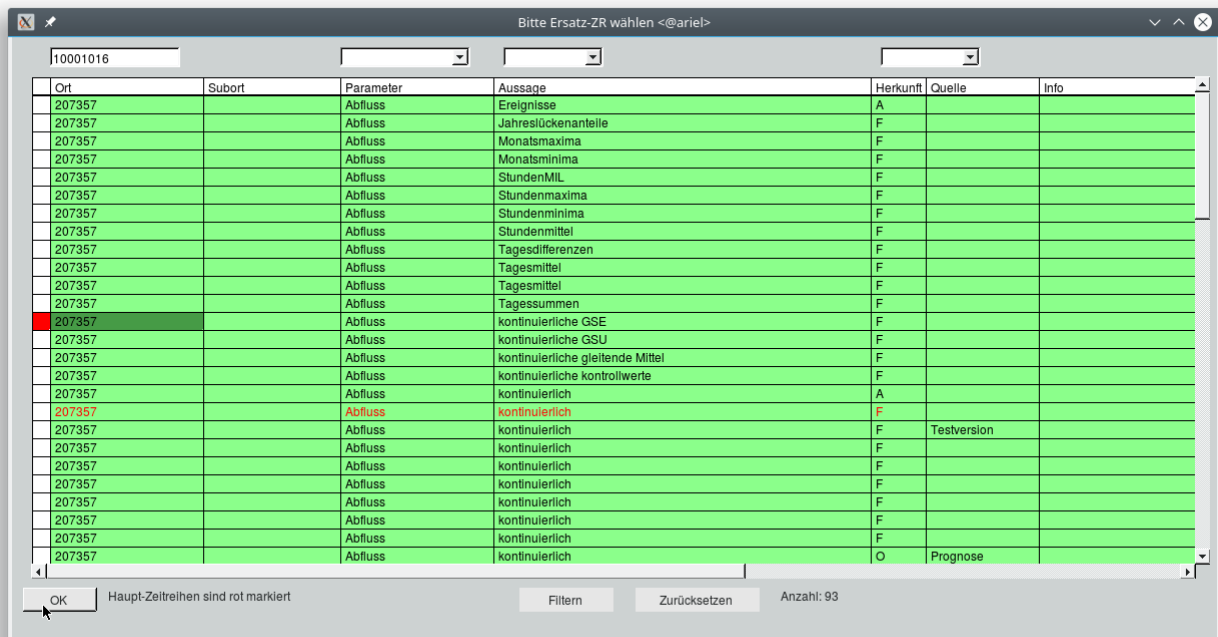 Bitte Ersatz-ZR wählen <@ariel>
10001016
Ort Subort Parameter Aussage Herkunft Quelle Info
207357 Abfluss Ereignisse A
207357 Abfluss Jahreslückenanteile F
207357 Abfluss Monatsmaxima F
207357 Abfluss Monatsminima F
207357 Abfluss StundenMIL F
207357 Abfluss Stundenmaxima F
207357 Abfluss Stundenminima F
207357 Abfluss Stundenmittel F
207357 Abfluss Tagesdifferenzen F
207357 Abfluss Tagesmittel F
207357 Abfluss Tagesmittel F
207357 Abfluss Tagessummen F
207357 Abfluss kontinuierliche GSE F
207357 Abfluss kontinuierliche GSU F
207357 Abfluss kontinuierliche gleitende Mittel F
207357 Abfluss kontinuierliche kontrollwerte F
207357 Abfluss kontinuierlich A
207357 Abfluss kontinuierlich F
207357 Abfluss kontinuierlich F Testversion
207357 Abfluss kontinuierlich F
207357 Abfluss kontinuierlich F
207357 Abfluss kontinuierlich F
207357 Abfluss kontinuierlich F
207357 Abfluss kontinuierlich F
207357 Abfluss kontinuierlich F
207357 Abfluss kontinuierlich O Prognose
OK Haupt-Zeitreihen sind rot markiert Filtern Zurücksetzen Anzahl: 93